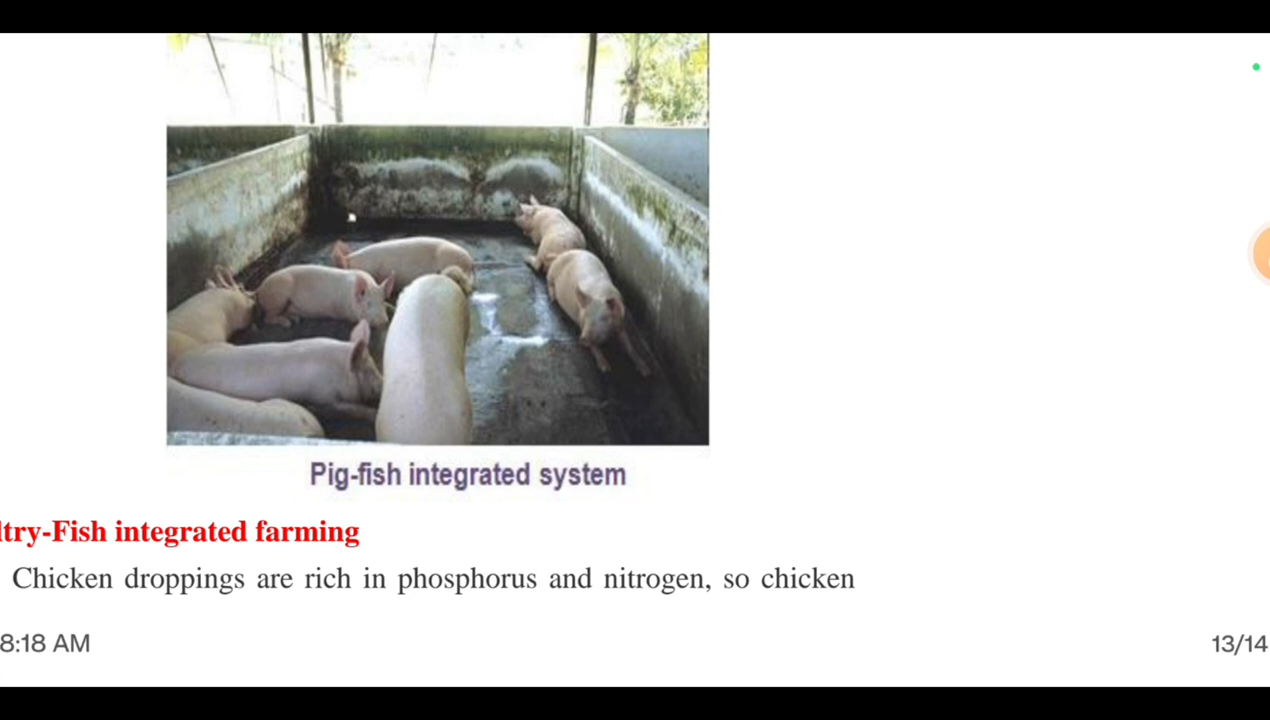 Pig-fish integrated system
ltry-Fish integrated farming
Chicken droppings are rich in phosphorus and nitrogen, so chicken
8:18 AM
13/14